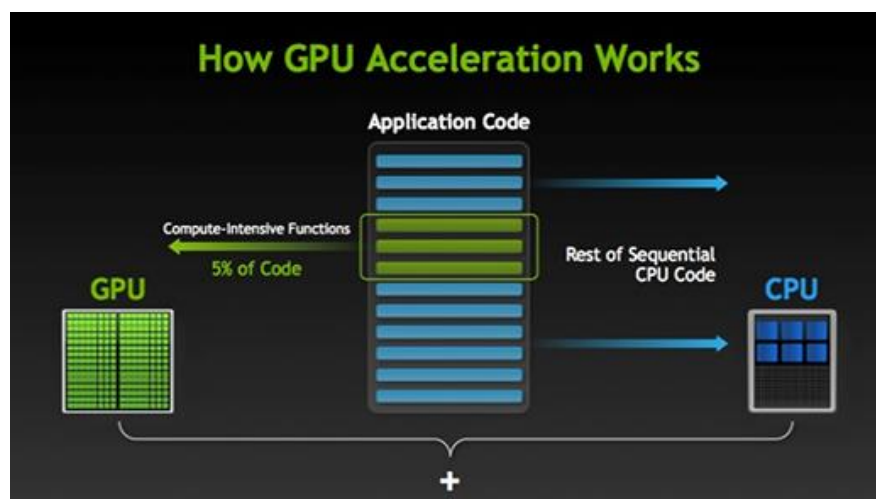 How GPU Acceleration Works
Application Code
Compute-Intensive Functions
5% of Code
Rest of Sequential
CPU Code
GPU
CPU
+